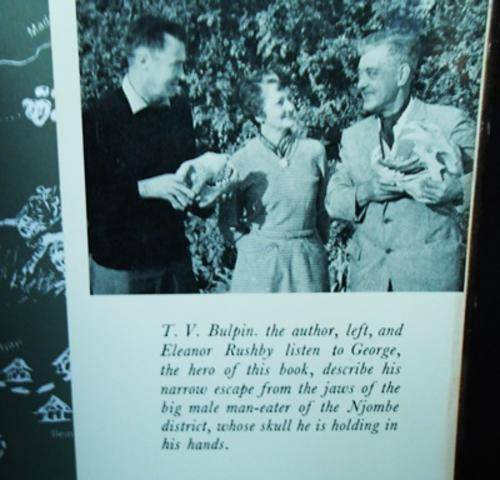 T. V. Bulpin. the author, left, and
Eleanor Rushby listen to George,
the hero of this book, describe his
narrow escape from the jaws of the
big male man-eater of the Njombe
district, whose skull he is holding in
his hands.